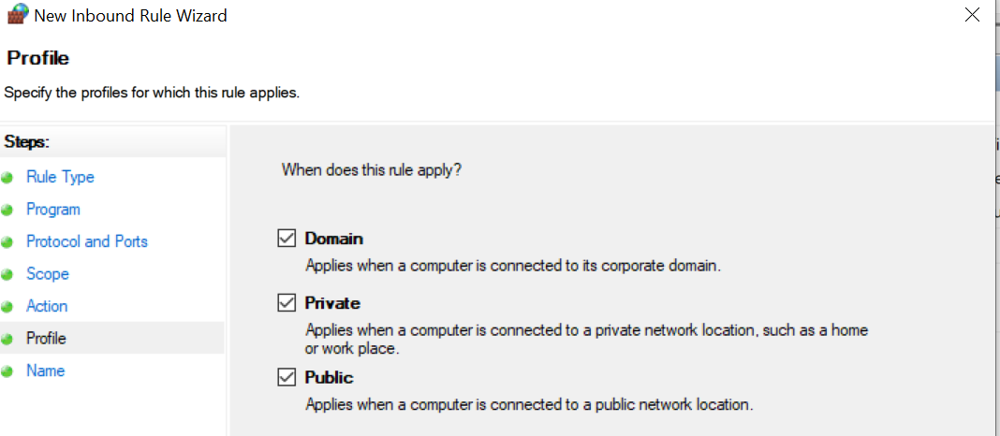 New Inbound Rule Wizard
Profile
Specify the profiles for which this rule applies.
Steps:
Rule Type
Program
Protocol and Ports
Scope
Action
Profile
Name
When does this rule apply?
Domain
Applies when a computer is connected to its corporate domain.
Private
Applies when a computer is connected to a private network location, such as a home
or work place.
Public
Applies when a computer is connected to a public network location.